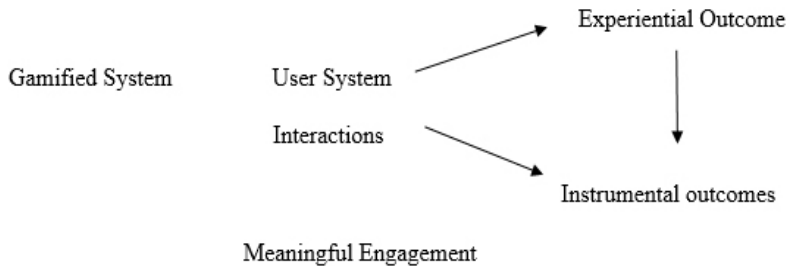 Experiential Outcome
Gamified System
User System
Interactions
Instrumental outcomes
Meaningful Engagement